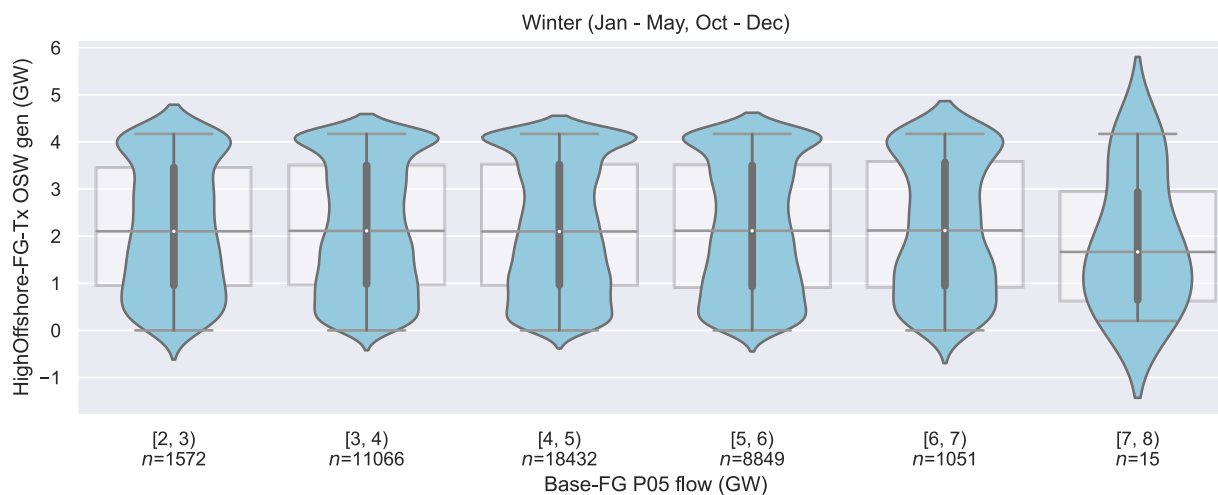 Winter (Jan - May, Oct - Dec)
HighOffshore-FG-Tx OSW gen (GW)
6
5
4
3
2
1
0
−1
[2, 3) [3, 4) [4, 5) [5, 6) [6, 7) [7, 8)
n=1572 n=11066 n=18432 n=8849 n=1051 n=15
Base-FG P05 flow (GW)